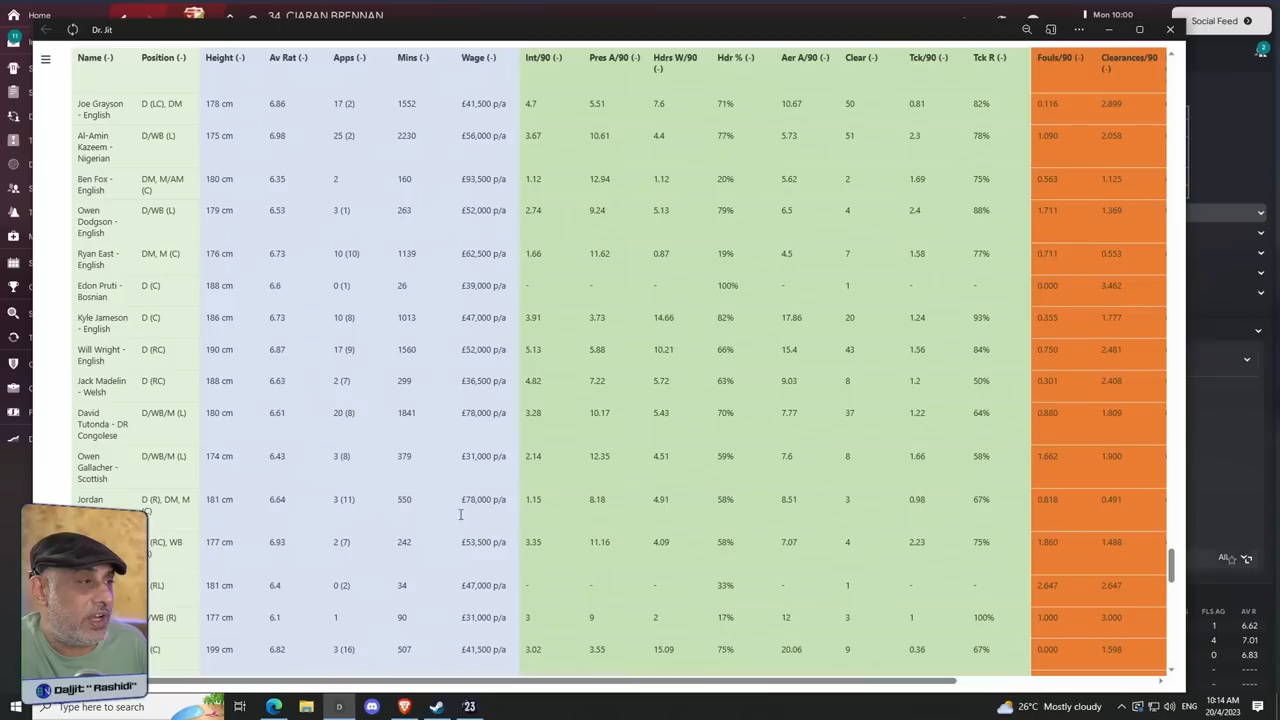 Home
34. CIARAN BRENNAN
Mon 10:00
Social Feed
Dr. Jit
11
2
Name (-) Position (-) Height (-) Av Rat (-) Apps (-) Mins (-) Wage (-) Int/90 (-) Pres A/90 (-) Hdrs W/90 (-) Hdr % (-) Aer A/90 (-) Clear (-) Tck/90 (-) Tck R (-) Fouls/90 (-) Clearances/90 (-)
Joe Grayson - English D (LC), DM 178 cm 6.86 17 (2) 1552 £41,500 p/a 4.7 5.51 7.6 71% 10.67 50 0.81 82% 0.116 2.899
Al-Amin Kazeem - Nigerian D/WB (L) 175 cm 6.98 25 (2) 2230 £56,000 p/a 3.67 10.61 4.4 77% 5.73 51 2.3 78% 1.090 2.058
Ben Fox - English DM, M/AM (C) 180 cm 6.35 2 160 £93,500 p/a 1.12 12.94 1.12 20% 5.62 2 1.69 75% 0.563 1.125
Owen Dodgson - English D/WB (L) 179 cm 6.53 3 (1) 263 £52,000 p/a 2.74 9.24 5.13 79% 6.5 4 2.4 88% 1.711 1.369
Ryan East - English DM, M (C) 176 cm 6.73 10 (10) 1139 £62,500 p/a 1.66 11.62 0.87 19% 4.5 7 1.58 77% 0.711 0.553
Edon Pruti - Bosnian D (C) 188 cm 6.6 0 (1) 26 £39,000 p/a - - - 100% - 1 - - 0.000 3.462
Kyle Jameson - English D (C) 186 cm 6.73 10 (8) 1013 £47,000 p/a 3.91 3.73 14.66 82% 17.86 20 1.24 93% 0.355 1.777
Will Wright - English D (RC) 190 cm 6.87 17 (9) 1560 £52,000 p/a 5.13 5.88 10.21 66% 15.4 43 1.56 84% 0.750 2.481
Jack Madelin - Welsh D (RC) 188 cm 6.63 2 (7) 299 £36,500 p/a 4.82 7.22 5.72 63% 9.03 8 1.2 50% 0.301 2.408
David Tutonda - DR Congolese D/WB/M (L) 180 cm 6.61 20 (8) 1841 £78,000 p/a 3.28 10.17 5.43 70% 7.77 37 1.22 64% 0.880 1.809
Owen Gallacher - Scottish D/WB/M (L) 174 cm 6.43 3 (8) 379 £31,000 p/a 2.14 12.35 4.51 59% 7.6 8 1.66 58% 1.662 1.900
Jordan D (R), DM, M (C) 181 cm 6.64 3 (11) 550 £78,000 p/a 1.15 8.18 4.91 58% 8.51 3 0.98 67% 0.818 0.491
(RC), WB 177 cm 6.93 2 (7) 242 £53,500 p/a 3.35 11.16 4.09 58% 7.07 4 2.23 75% 1.860 1.488
(RL) 181 cm 6.4 0 (2) 34 £47,000 p/a - - - 33% - 1 - - 2.647 2.647
/WB (R) 177 cm 6.1 1 90 £31,000 p/a 3 9 2 17% 12 3 1 100% 1.000 3.000
(C) 199 cm 6.82 3 (16) 507 £41,500 p/a 3.02 3.55 15.09 75% 20.06 9 0.36 67% 0.000 1.598
All
FLS AG AV R
1 6.62
4 7.01
0 6.83
Daljit "Rashidi"
Type here to search
D
23
26°C Mostly cloudy
10:14 AM 20/4/2023